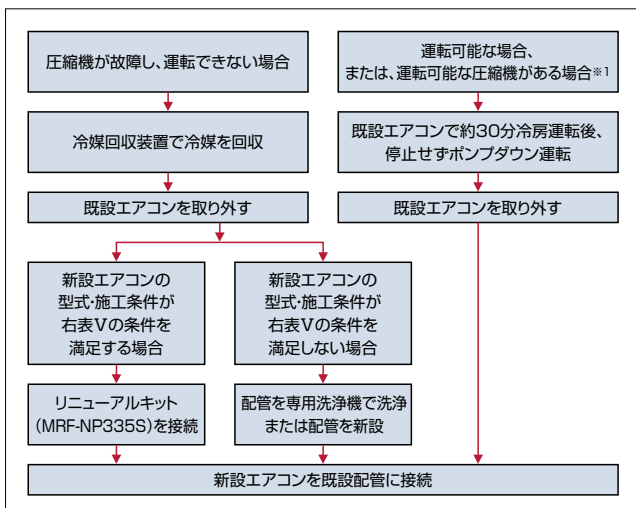 圧縮機が故障し、運転できない場合
運転可能な場合、
または、運転可能な圧縮機がある場合※1
冷媒回収装置で冷媒を回収
既設エアコンで約30分冷房運転後、
停止せずポンプダウン運転
既設エアコンを取り外す
既設エアコンを取り外す
新設エアコンの
型式・施工条件が
右表Ⅴの条件を
満足する場合
新設エアコンの
型式・施工条件が
右表Ⅴの条件を
満足しない場合
リニューアルキット
(MRF-NP335S)を接続
配管を専用洗浄機で洗浄
または配管を新設
新設エアコンを既設配管に接続